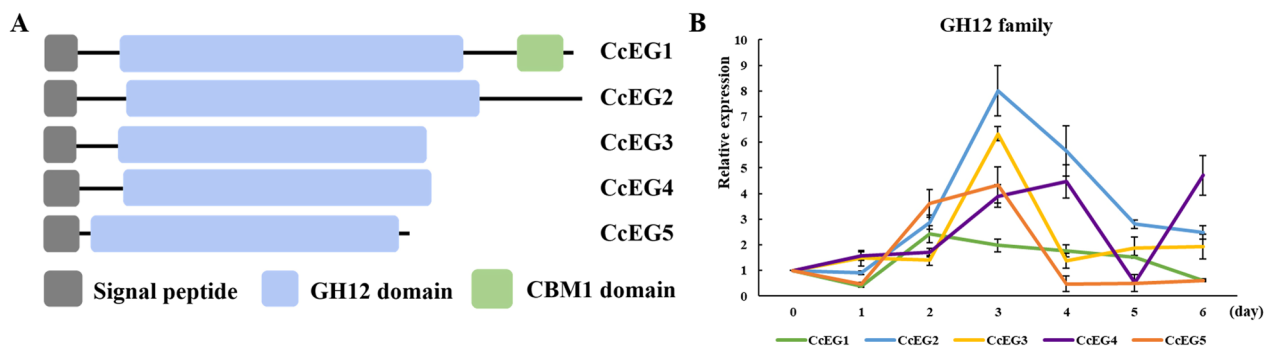 A
CcEG1
CcEG2
CcEG3
CcEG4
CcEG5
Signal peptide GH12 domain CBM1 domain
B
GH12 family
Relative expression
10
9
8
7
6
5
4
3
2
1
0
0 1 2 3 4 5 6 (day)
CcEG1 CcEG2 CcEG3 CcEG4 CcEG5